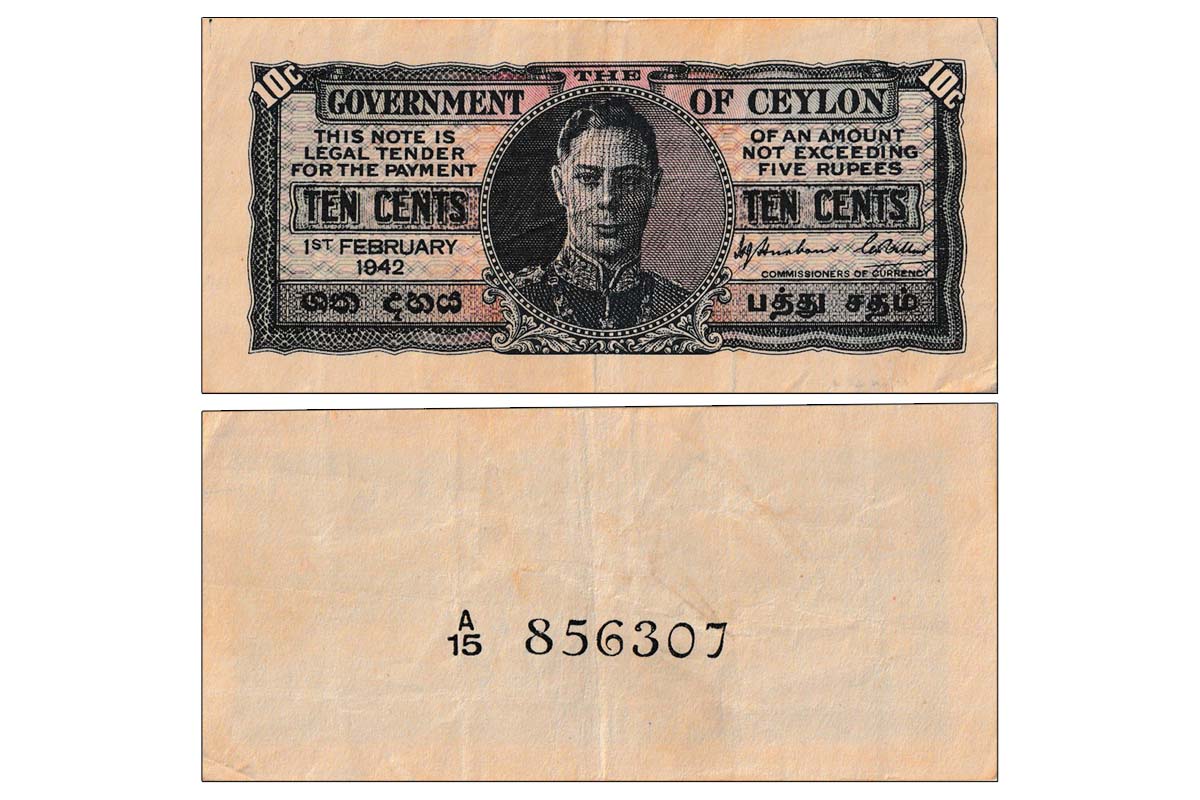 10c THE 10c
GOVERNMENT OF CEYLON
THIS NOTE IS
LEGAL TENDER
FOR THE PAYMENT
OF AN AMOUNT
NOT EXCEEDING
FIVE RUPEES
TEN CENTS TEN CENTS
1ST FEBRUARY
1942
COMMISSIONERS OF CURRENCY
ශත දහයයි
பத்து சதம்
A
15 856307